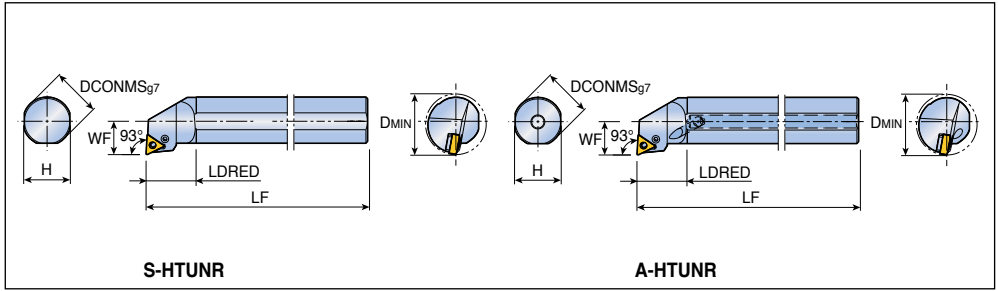 DCONMSg7
WF
93°
H
LDRED
LF
DMIN
S-HTUNR
DCONMSg7
WF
93°
H
LDRED
LF
DMIN
A-HTUNR